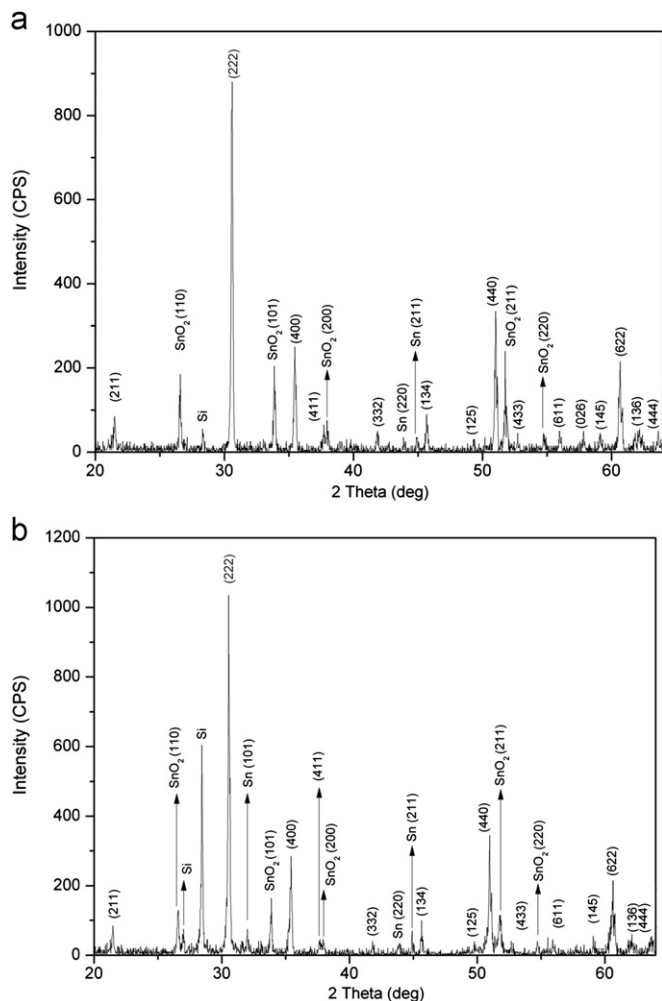 a
1000
800
600
400
200
0
Intensity (CPS)
(211)
SnO₂ (110)
Si
(222)
SnO₂ (101)
(400)
(411)
SnO₂ (200)
(332)
Sn (220)
Sn (211)
(134)
(125)
(440)
SnO₂ (211)
(433)
SnO₂ (220)
(611)
(026)
(145)
(622)
(136)
(444)
20 30 40 50 60
2 Theta (deg)
b
1200
1000
800
600
400
200
0
Intensity (CPS)
(211)
SnO₂ (110)
Si
Si
(222)
Sn (101)
SnO₂ (101)
(400)
(411)
SnO₂ (200)
(332)
Sn (220)
Sn (211)
(134)
(125)
(440)
SnO₂ (211)
(433)
SnO₂ (220)
(611)
(145)
(622)
(136)
(444)
20 30 40 50 60
2 Theta (deg)